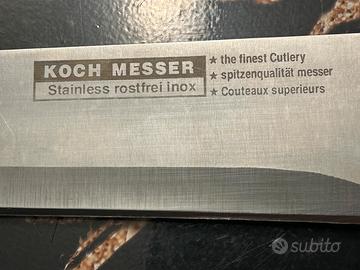 KOCH MESSER
Stainless rostfrei inox
★ the finest Cutlery
★ spitzenqualität messer
★ Couteaux superieurs
subito